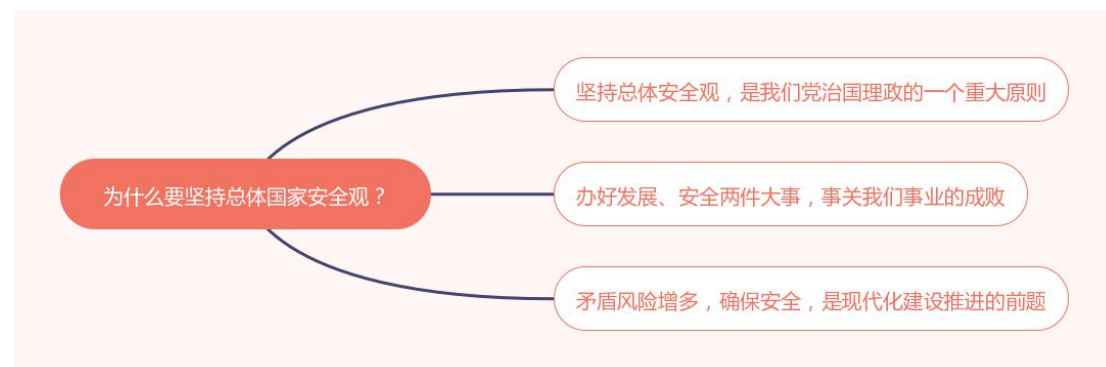 坚持总体安全观，是我们党治国理政的一个重大原则
为什么要坚持总体国家安全观？
办好发展、安全两件大事，事关我们事业的成败
矛盾风险增多，确保安全，是现代化建设推进的前题